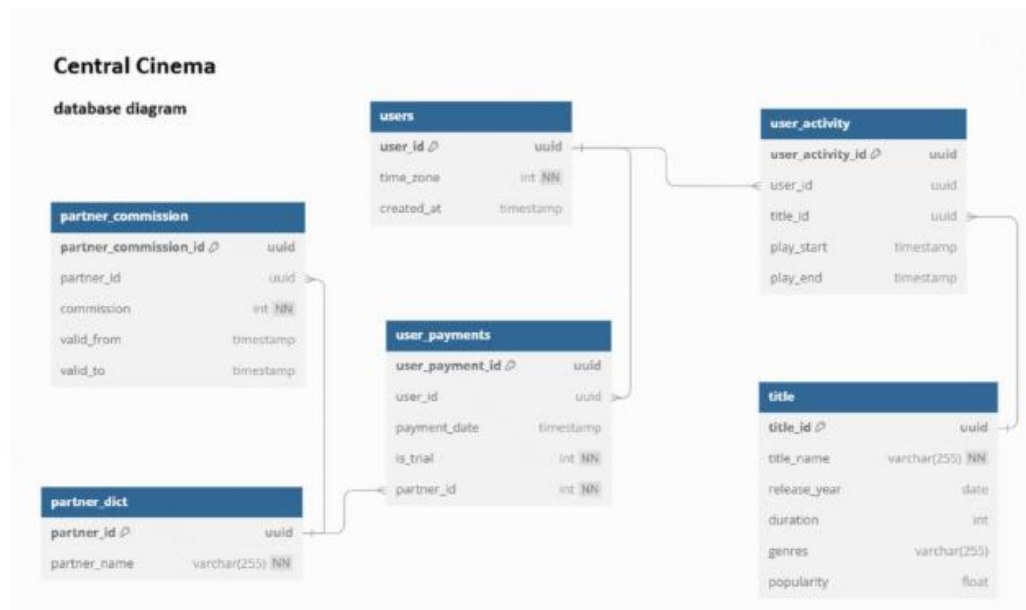 Central Cinema
database diagram
users
user_id uuid
time_zone int NN
created_at timestamp
user_activity
user_activity_id uuid
user_id uuid
title_id uuid
play_start timestamp
play_end timestamp
partner_commission
partner_commission_id uuid
partner_id uuid
commission int NN
valid_from timestamp
valid_to timestamp
user_payments
user_payment_id uuid
user_id uuid
payment_date timestamp
is_trial int NN
partner_id int NN
title
title_id uuid
title_name varchar(255) NN
release_year date
duration int
genres varchar(255)
popularity float
partner_dict
partner_id uuid
partner_name varchar(255) NN